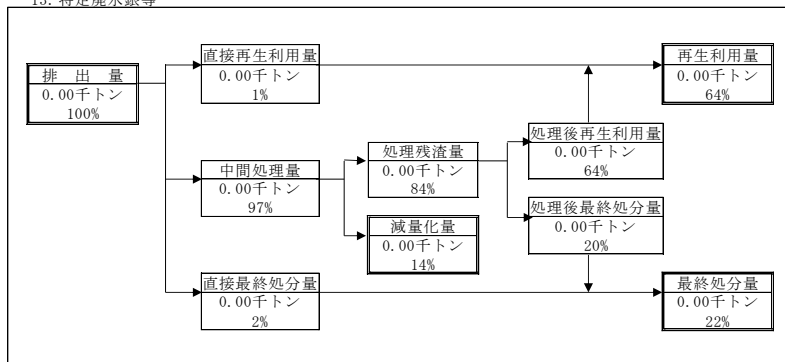 13. 特定廃水銀等
排出量
0.00千トン
100%
直接再生利用量
0.00千トン
1%
再生利用量
0.00千トン
64%
中間処理量
0.00千トン
97%
処理残渣量
0.00千トン
84%
処理後再生利用量
0.00千トン
64%
減量化量
0.00千トン
14%
処理後最終処分量
0.00千トン
20%
直接最終処分量
0.00千トン
2%
最終処分量
0.00千トン
22%